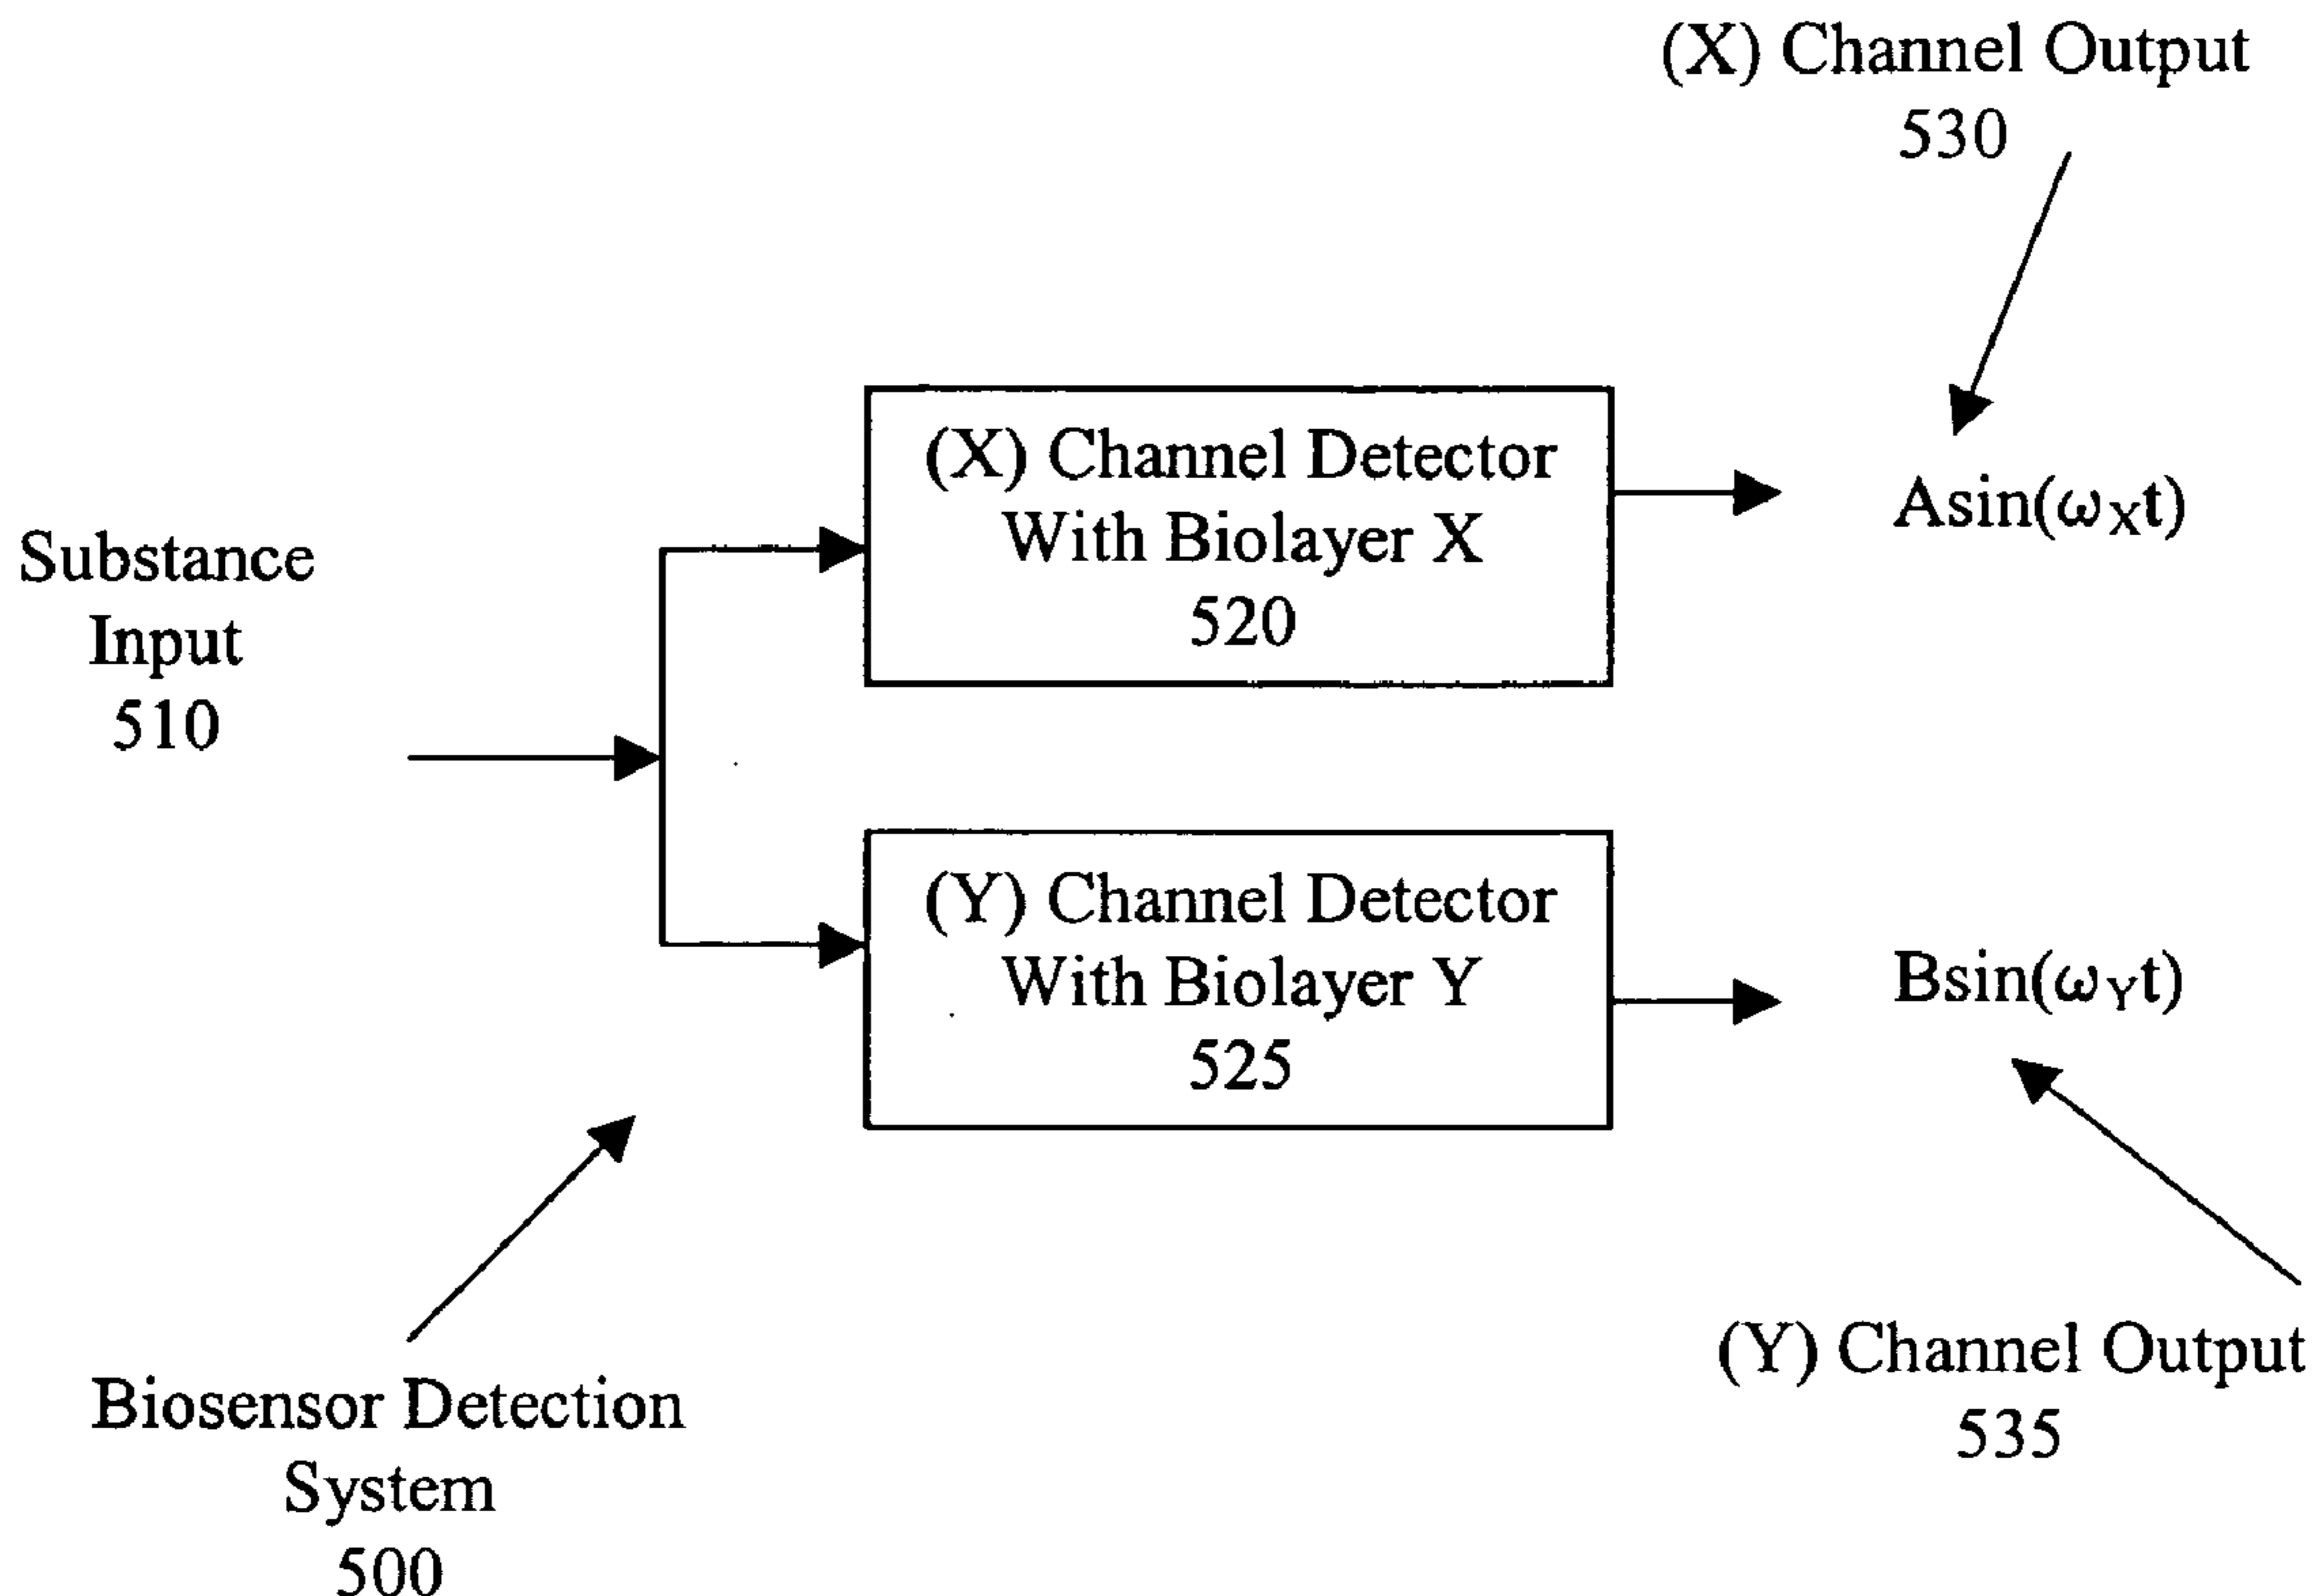 (X) Channel Output
530
(X) Channel Detector
With Biolayer X
520
Asin(ωXt)
Substance
Input
510
(Y) Channel Detector
With Biolayer Y
525
Bsin(ωYt)
(Y) Channel Output
535
Biosensor Detection
System
500